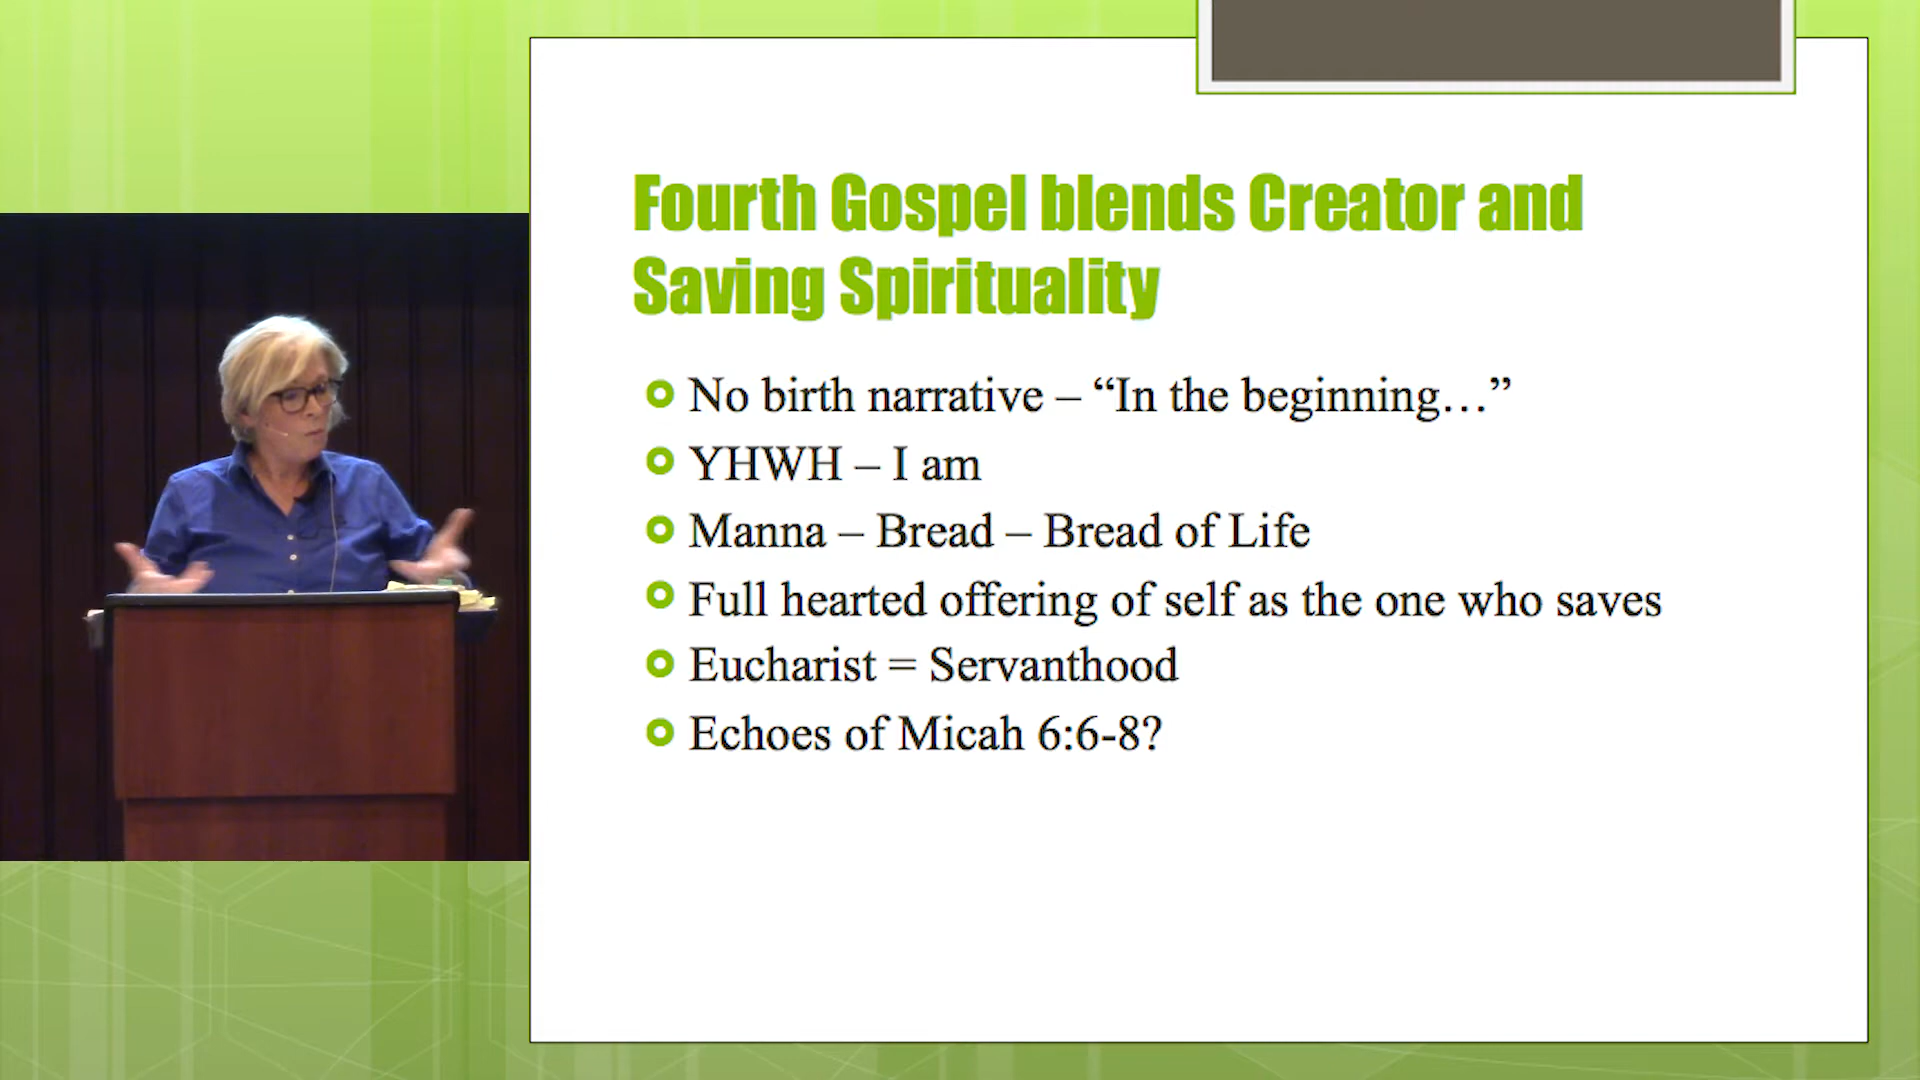 Fourth Gospel blends Creator and
Saving Spirituality
No birth narrative – “In the beginning…”
YHWH – I am
Manna – Bread – Bread of Life
Full hearted offering of self as the one who saves
Eucharist = Servanthood
Echoes of Micah 6:6-8?